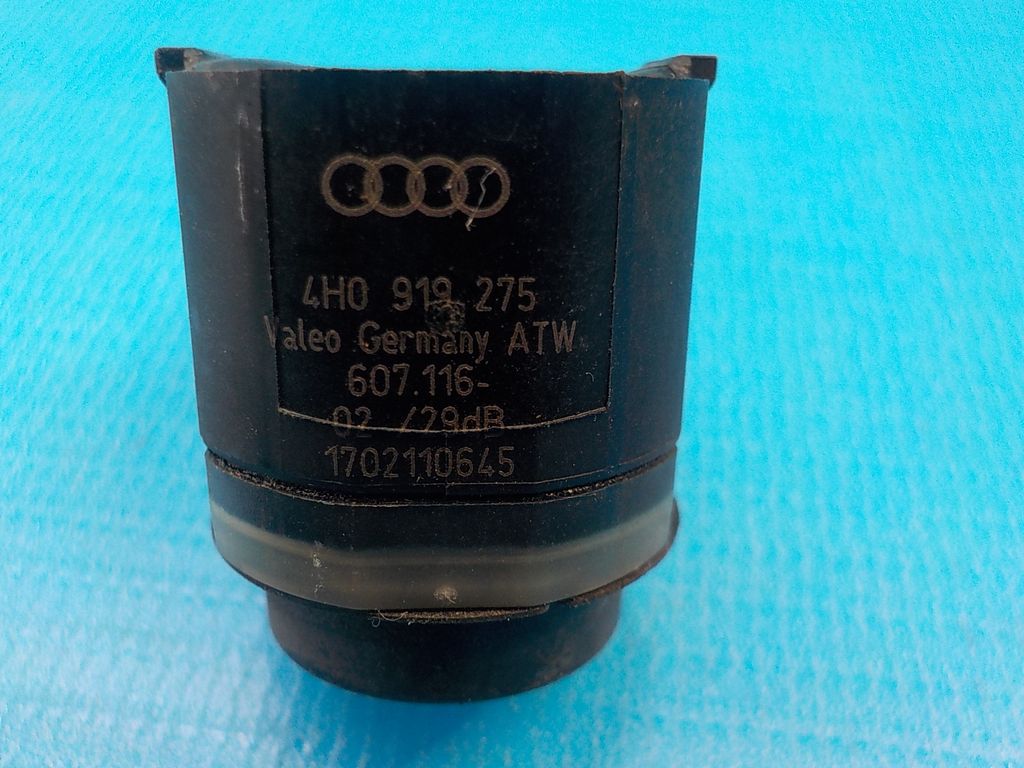 4H0 919 275
Valeo Germany ATW
607.116-
02 /29dB
1702110645